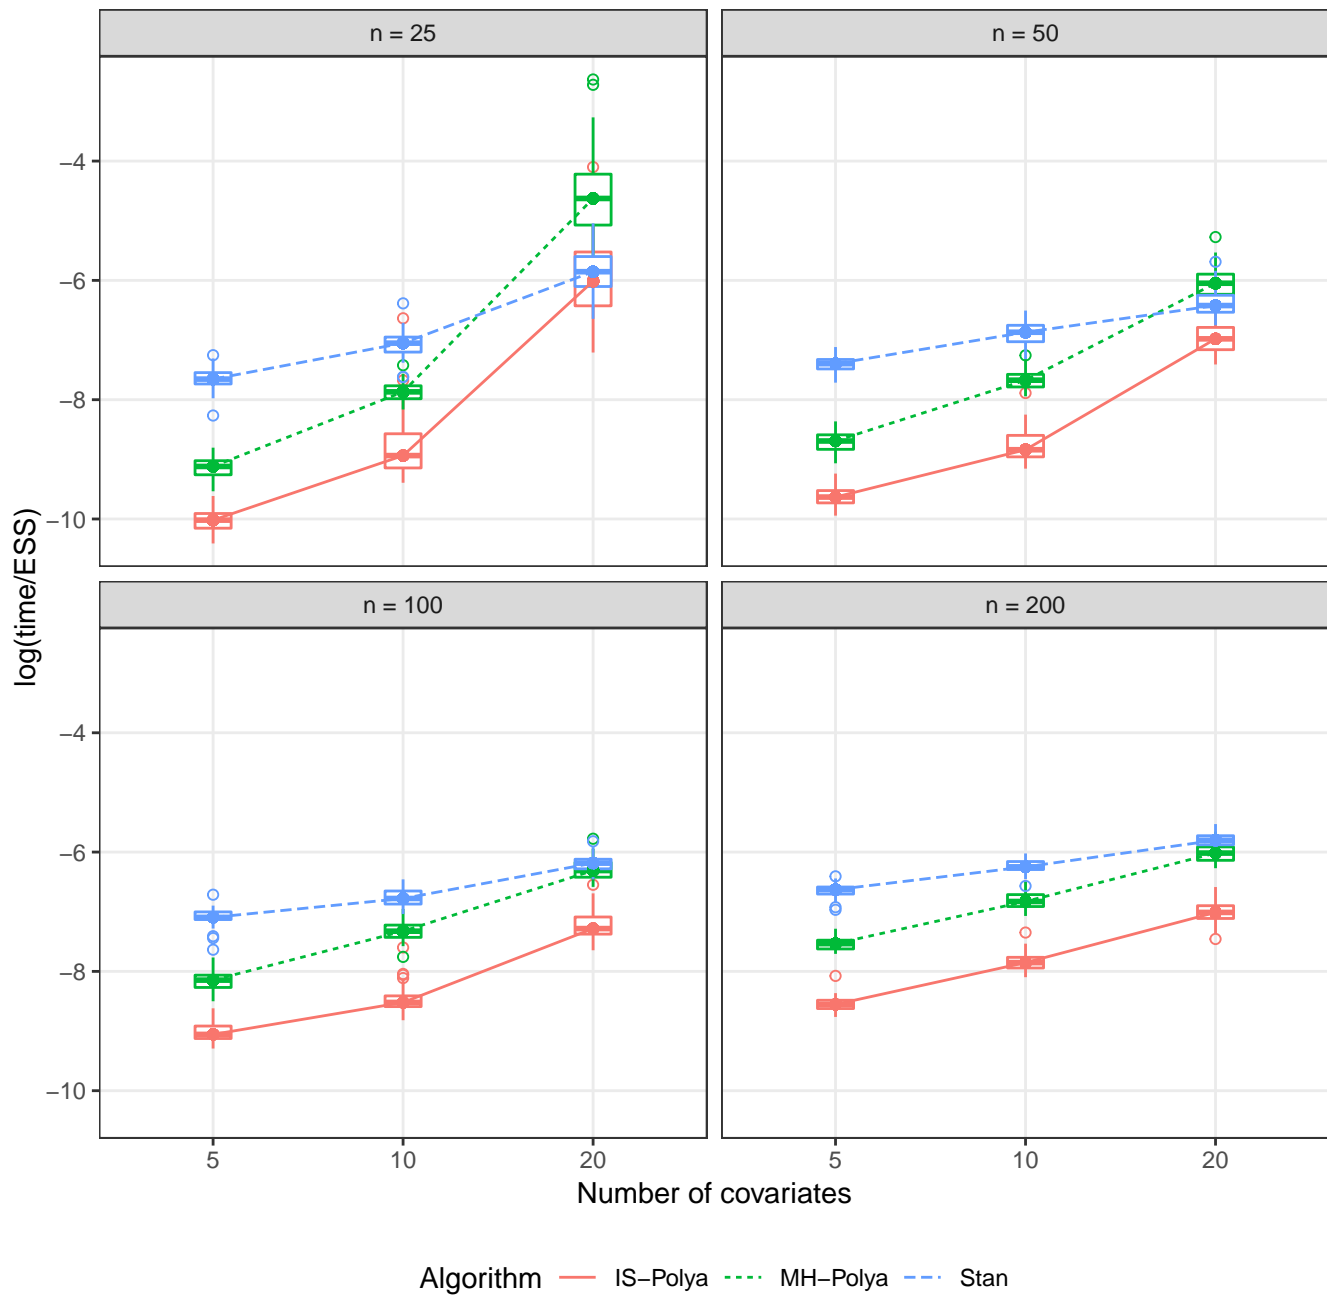 n = 25
n = 50
−4
−6
−8
−10
n = 100
n = 200
−4
−6
−8
−10
log(time/ESS)
5 10 20
5 10 20
Number of covariates
Algorithm IS−Polya MH−Polya Stan